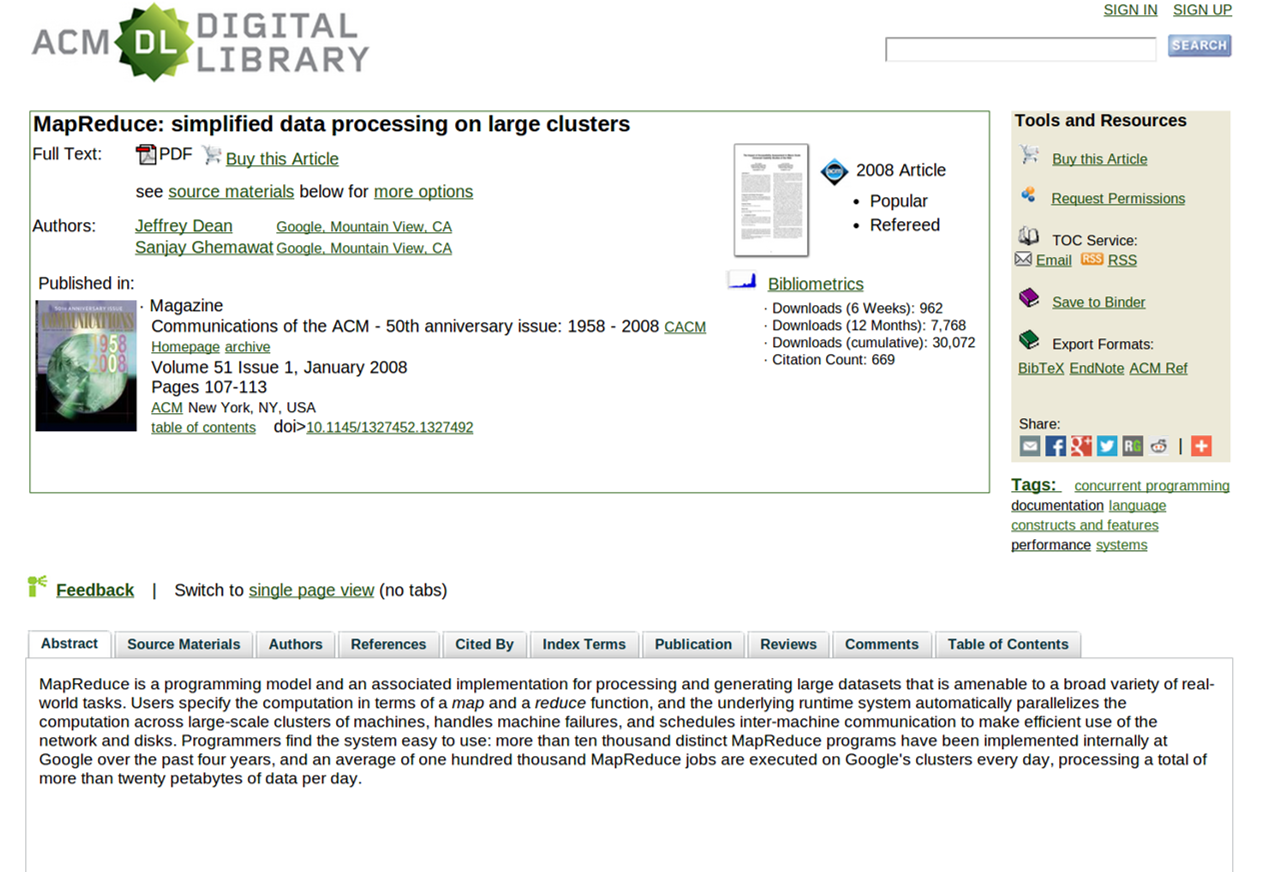 SIGN IN SIGN UP
ACM DL DIGITAL LIBRARY
SEARCH
MapReduce: simplified data processing on large clusters
Full Text: PDF Buy this Article
see source materials below for more options
Authors: Jeffrey Dean Google, Mountain View, CA
Sanjay Ghemawat Google, Mountain View, CA
2008 Article
• Popular
• Refereed
Published in:
COMMUNICATIONS
1958
2008
· Magazine
Communications of the ACM - 50th anniversary issue: 1958 - 2008 CACM
Homepage archive
Volume 51 Issue 1, January 2008
Pages 107-113
ACM New York, NY, USA
table of contents doi>10.1145/1327452.1327492
Bibliometrics
· Downloads (6 Weeks): 962
· Downloads (12 Months): 7,768
· Downloads (cumulative): 30,072
· Citation Count: 669
Tools and Resources
Buy this Article
Request Permissions
TOC Service:
Email RSS RSS
Save to Binder
Export Formats:
BibTeX EndNote ACM Ref
Share:
RG |
Tags: concurrent programming
documentation language
constructs and features
performance systems
Feedback | Switch to single page view (no tabs)
Abstract Source Materials Authors References Cited By Index Terms Publication Reviews Comments Table of Contents
MapReduce is a programming model and an associated implementation for processing and generating large datasets that is amenable to a broad variety of real-
world tasks. Users specify the computation in terms of a map and a reduce function, and the underlying runtime system automatically parallelizes the
computation across large-scale clusters of machines, handles machine failures, and schedules inter-machine communication to make efficient use of the
network and disks. Programmers find the system easy to use: more than ten thousand distinct MapReduce programs have been implemented internally at
Google over the past four years, and an average of one hundred thousand MapReduce jobs are executed on Google's clusters every day, processing a total of
more than twenty petabytes of data per day.